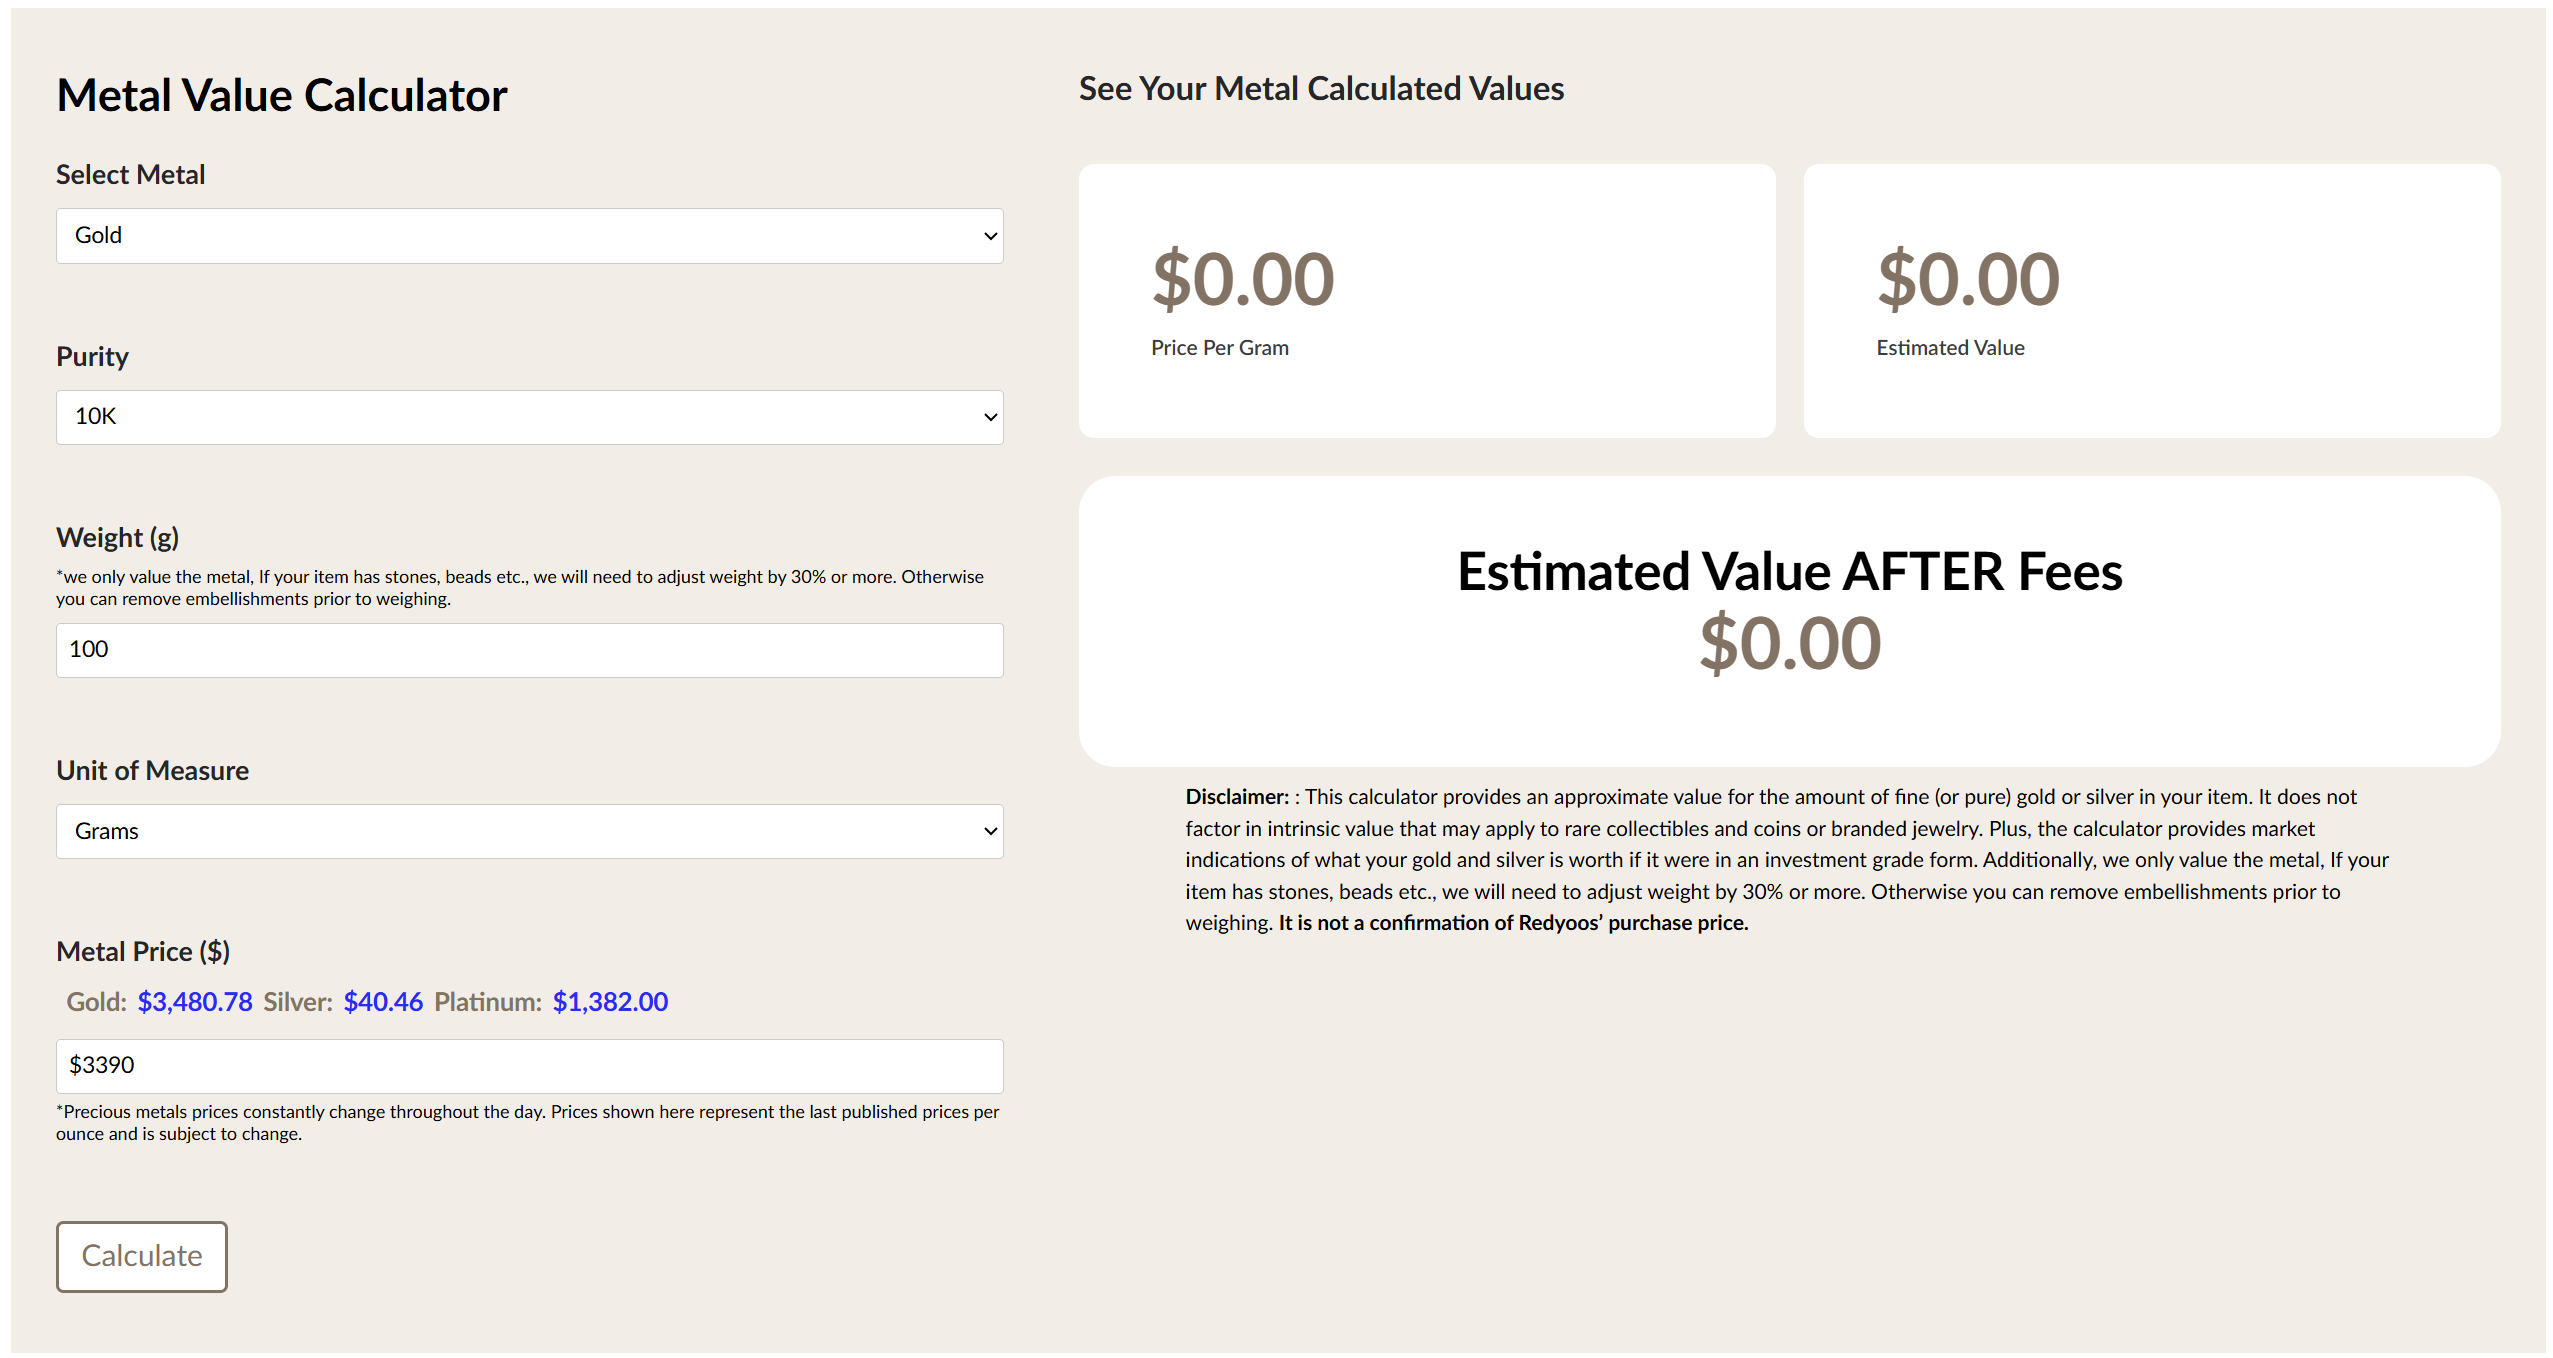 Metal Value Calculator
Select Metal
Gold
Purity
10K
Weight (g)
*we only value the metal, If your item has stones, beads etc., we will need to adjust weight by 30% or more. Otherwise
you can remove embellishments prior to weighing.
100
Unit of Measure
Grams
Metal Price ($)
Gold: $3,480.78 Silver: $40.46 Platinum: $1,382.00
$3390
*Precious metals prices constantly change throughout the day. Prices shown here represent the last published prices per
ounce and is subject to change.
Calculate
See Your Metal Calculated Values
$0.00
Price Per Gram
$0.00
Estimated Value
Estimated Value AFTER Fees
$0.00
Disclaimer: : This calculator provides an approximate value for the amount of fine (or pure) gold or silver in your item. It does not
factor in intrinsic value that may apply to rare collectibles and coins or branded jewelry. Plus, the calculator provides market
indications of what your gold and silver is worth if it were in an investment grade form. Additionally, we only value the metal, If your
item has stones, beads etc., we will need to adjust weight by 30% or more. Otherwise you can remove embellishments prior to
weighing. It is not a confirmation of Redyoos’ purchase price.